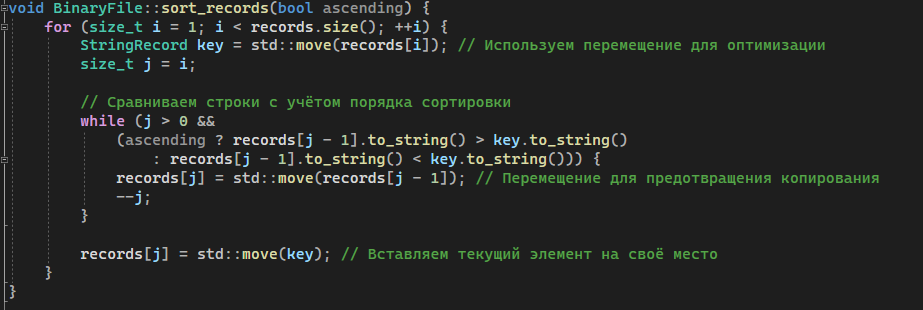 void BinaryFile::sort_records(bool ascending) {
    for (size_t i = 1; i < records.size(); ++i) {
        StringRecord key = std::move(records[i]); // Используем перемещение для оптимизации
        size_t j = i;

        // Сравниваем строки с учётом порядка сортировки
        while (j > 0 &&
            (ascending ? records[j - 1].to_string() > key.to_string()
                : records[j - 1].to_string() < key.to_string())) {
            records[j] = std::move(records[j - 1]); // Перемещение для предотвращения копирования
            --j;
        }

        records[j] = std::move(key); // Вставляем текущий элемент на своё место
    }
}